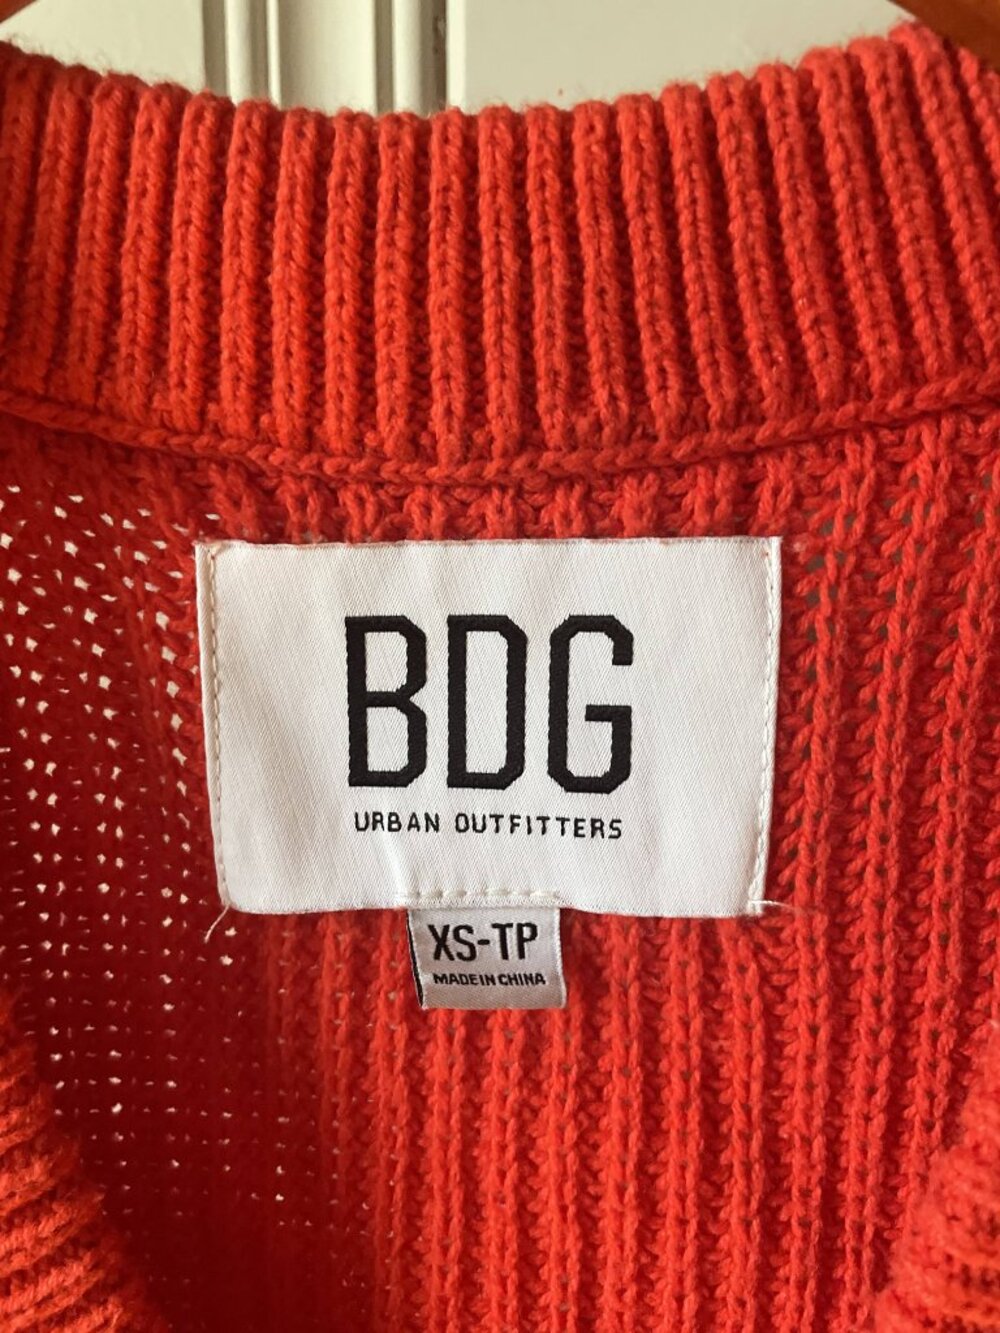 BDG
URBAN OUTFITTERS
XS-TP
MADE IN CHINA